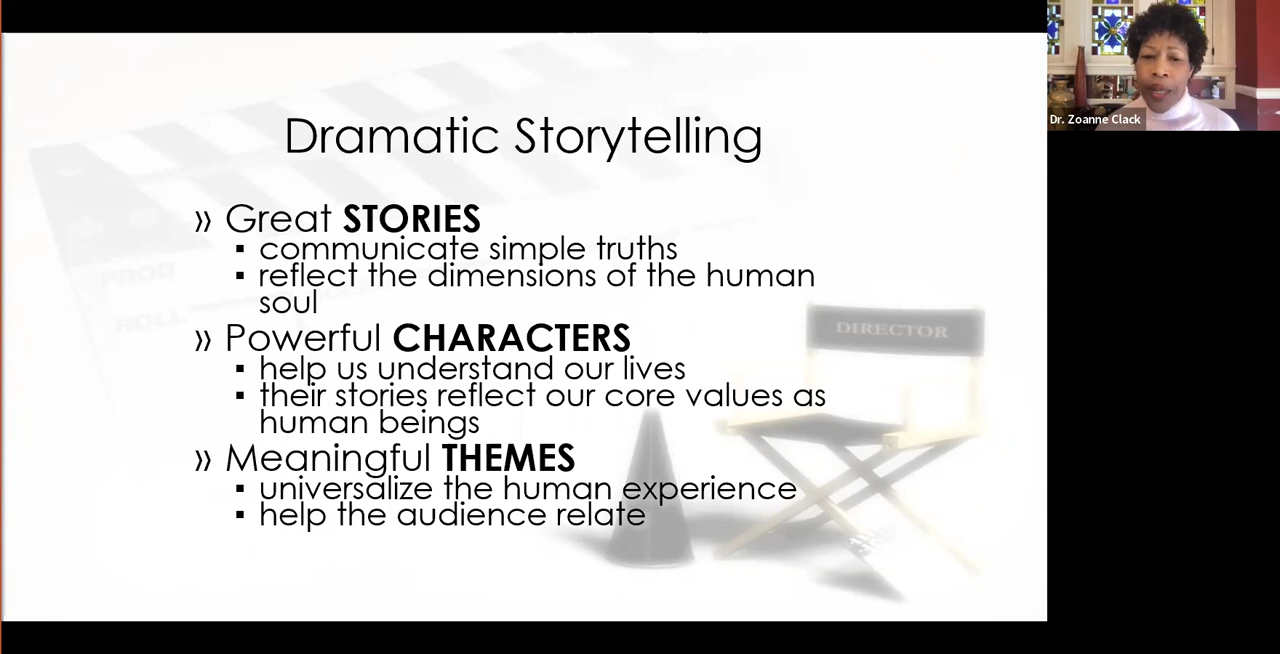 Dramatic Storytelling
» Great STORIES
▪ communicate simple truths
▪ reflect the dimensions of the human
soul
» Powerful CHARACTERS
▪ help us understand our lives
▪ their stories reflect our core values as
human beings
» Meaningful THEMES
▪ universalize the human experience
▪ help the audience relate
PROD
ROLL
DIRECTOR
Dr. Zoanne Clack